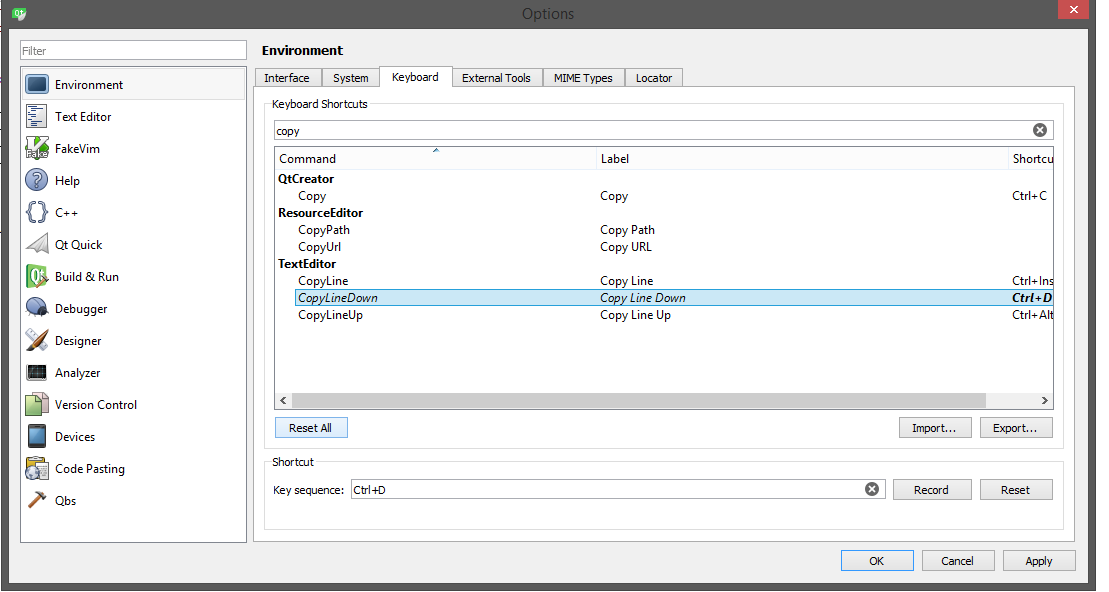 Options
Filter
Environment
Text Editor
FakeVim
Help
C++
Qt Quick
Build & Run
Debugger
Designer
Analyzer
Version Control
Devices
Code Pasting
Qbs
Environment
Interface System Keyboard External Tools MIME Types Locator
Keyboard Shortcuts
copy
Command Label Shortcu
QtCreator
Copy Copy Ctrl+C
ResourceEditor
CopyPath Copy Path
CopyUrl Copy URL
TextEditor
CopyLine Copy Line Ctrl+Ins
CopyLineDown Copy Line Down Ctrl+D
CopyLineUp Copy Line Up Ctrl+Alt
Reset All Import... Export...
Shortcut
Key sequence: Ctrl+D Record Reset
OK Cancel Apply